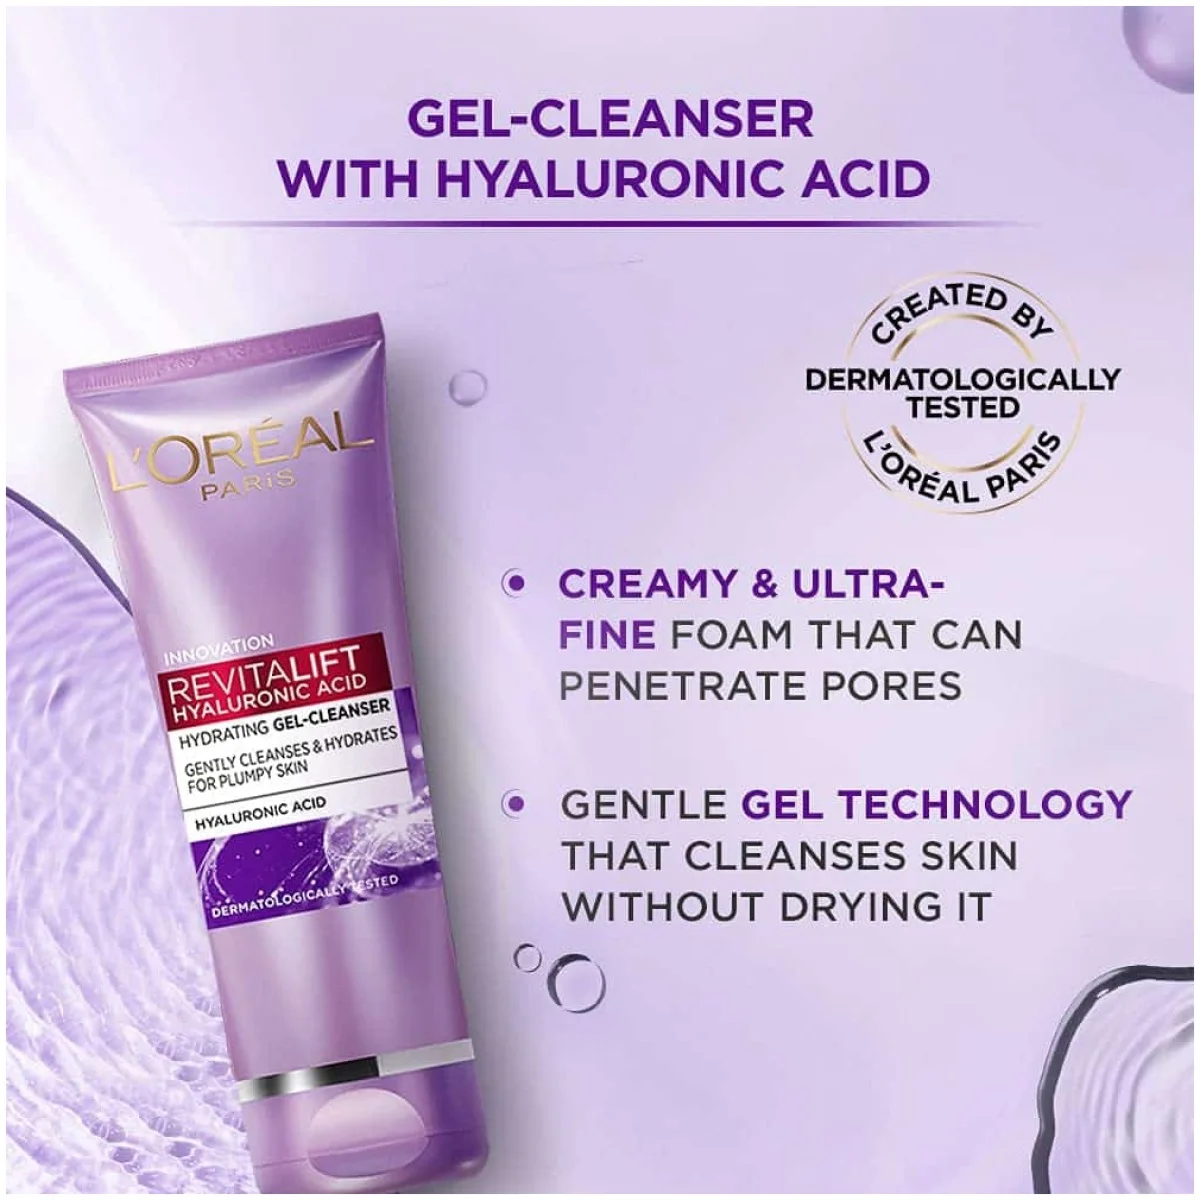 GEL-CLEANSER
WITH HYALURONIC ACID
CREATED BY
DERMATOLOGICALLY
TESTED
L'ORÉAL PARIS
L'ORÉAL
PARiS
INNOVATION
REVITALIFT
HYALURONIC ACID
HYDRATING GEL-CLEANSER
GENTLY CLEANSES & HYDRATES
FOR PLUMPY SKIN
HYALURONIC ACID
DERMATOLOGICALLY TESTED
CREAMY & ULTRA-
FINE FOAM THAT CAN
PENETRATE PORES
GENTLE GEL TECHNOLOGY
THAT CLEANSES SKIN
WITHOUT DRYING IT